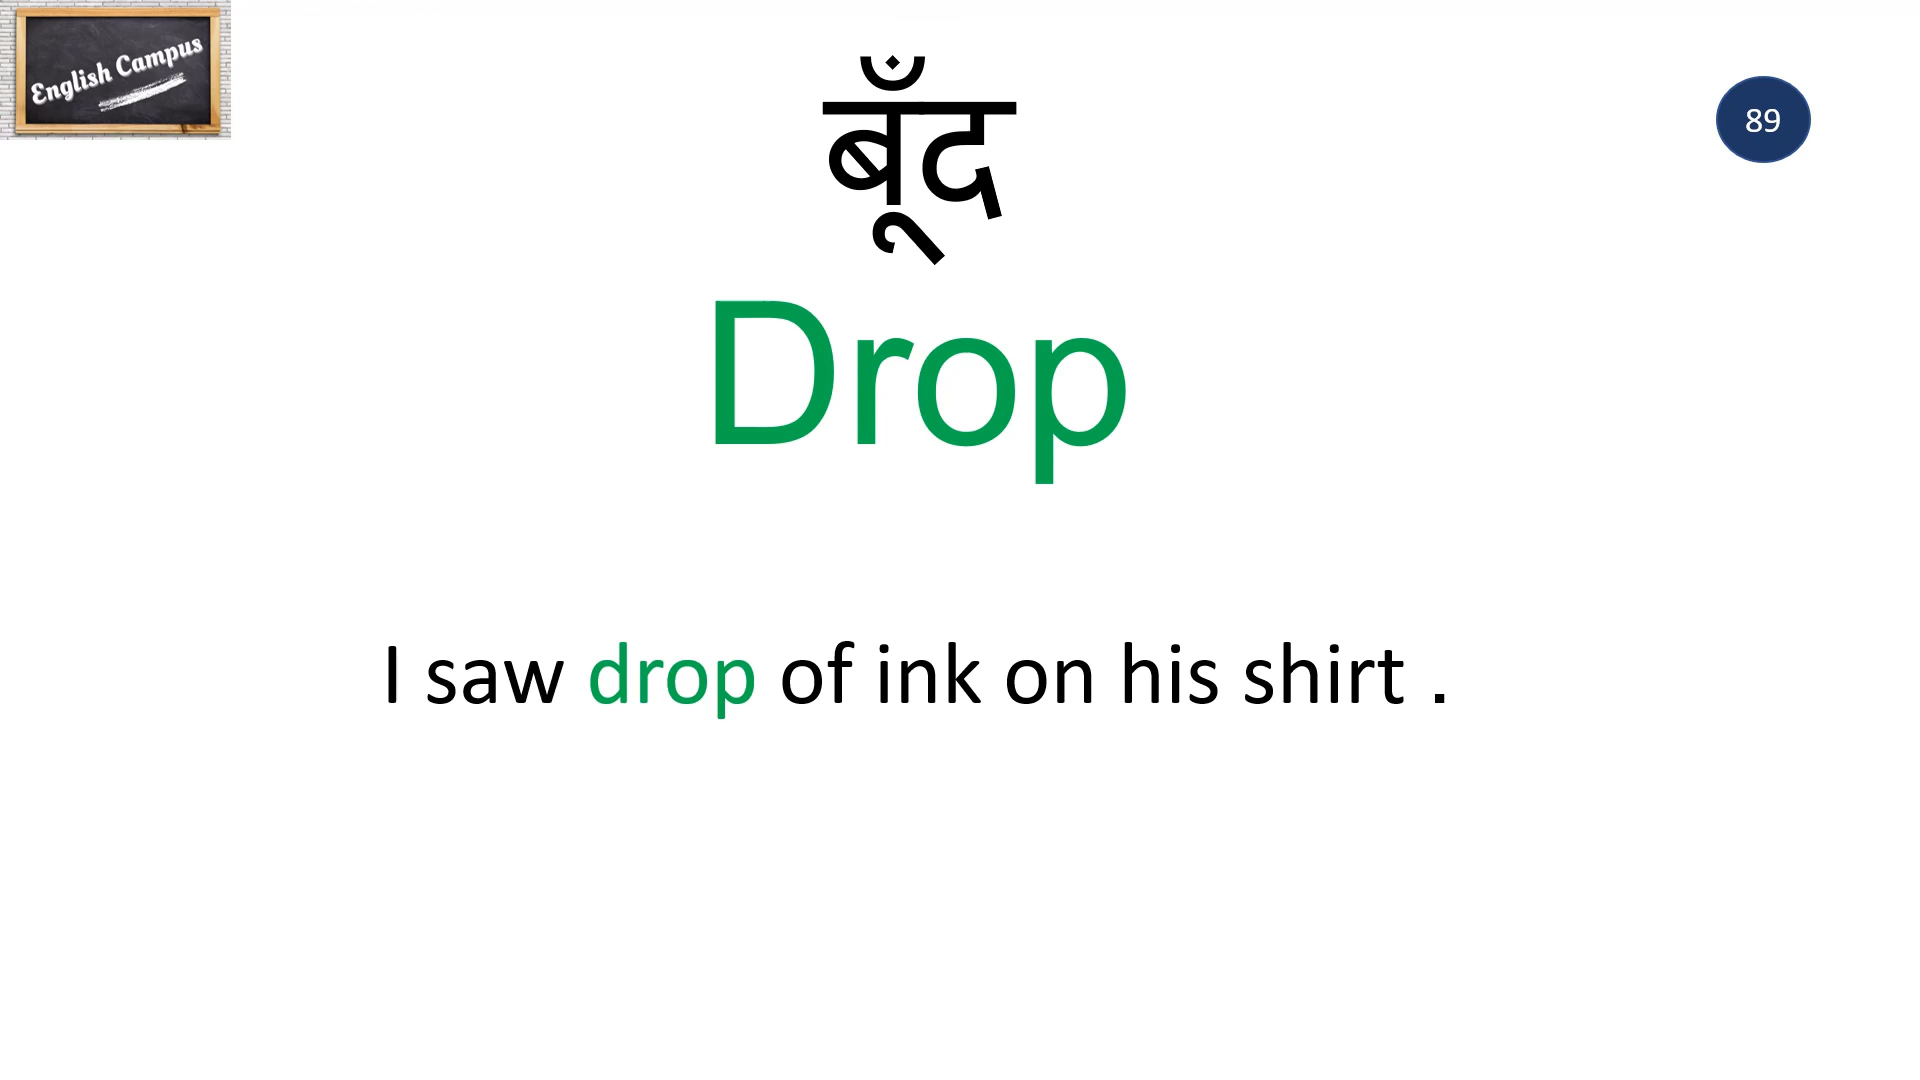 English Campus
बूँद
89
Drop
I saw drop of ink on his shirt .